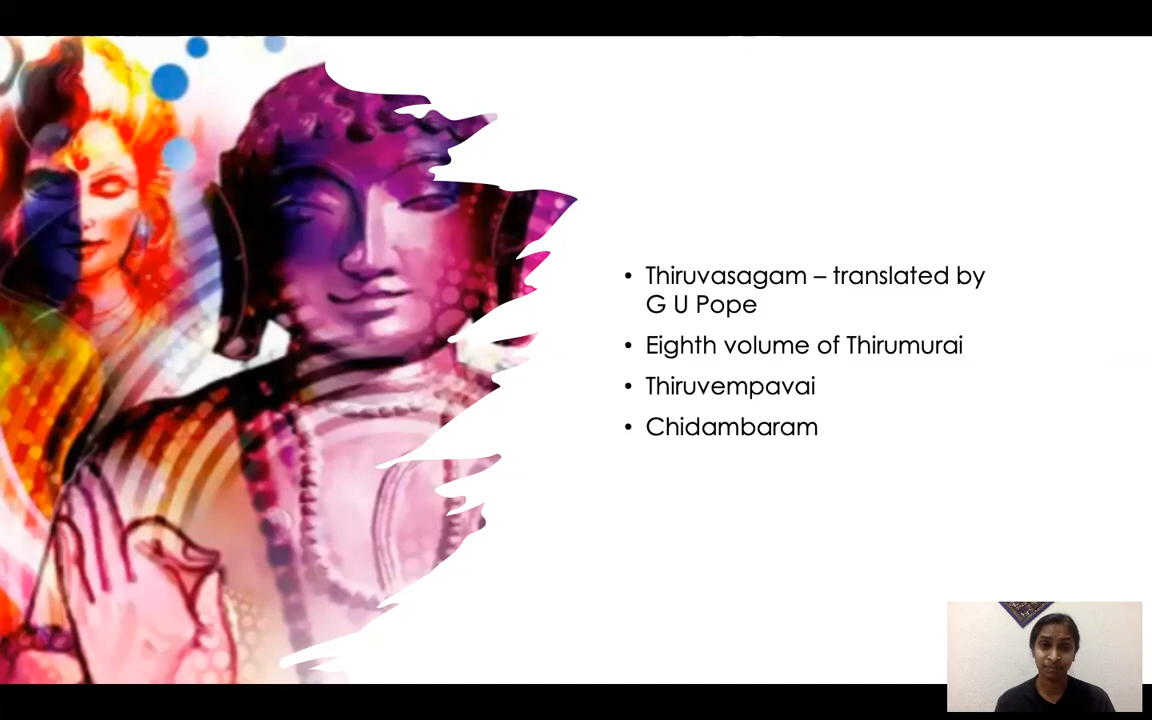 • Thiruvasagam – translated by
G U Pope
• Eighth volume of Thirumurai
• Thiruvempavai
• Chidambaram